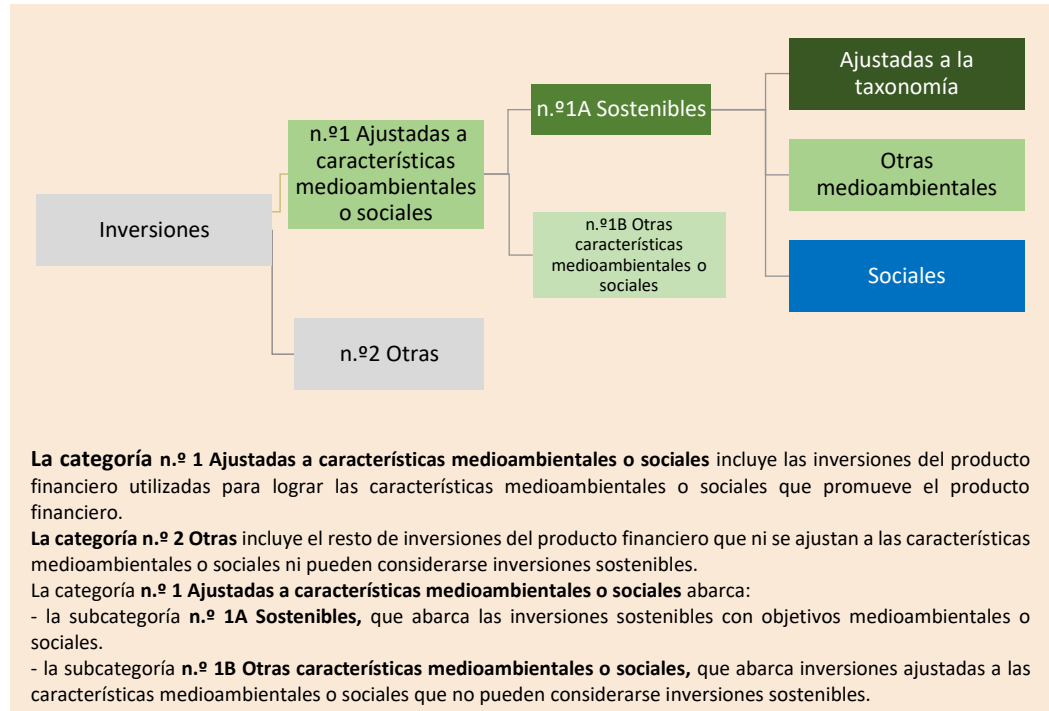 Ajustadas a la
taxonomía
n.º1A Sostenibles
n.º1 Ajustadas a
características
medioambientales
o sociales
Otras
medioambientales
Inversiones
n.º1B Otras
características
medioambientales o
sociales
Sociales
n.º2 Otras
La categoría n.º 1 Ajustadas a características medioambientales o sociales incluye las inversiones del producto
financiero utilizadas para lograr las características medioambientales o sociales que promueve el producto
financiero.
La categoría n.º 2 Otras incluye el resto de inversiones del producto financiero que ni se ajustan a las características
medioambientales o sociales ni pueden considerarse inversiones sostenibles.
La categoría n.º 1 Ajustadas a características medioambientales o sociales abarca:
- la subcategoría n.º 1A Sostenibles, que abarca las inversiones sostenibles con objetivos medioambientales o
sociales.
- la subcategoría n.º 1B Otras características medioambientales o sociales, que abarca inversiones ajustadas a las
características medioambientales o sociales que no pueden considerarse inversiones sostenibles.